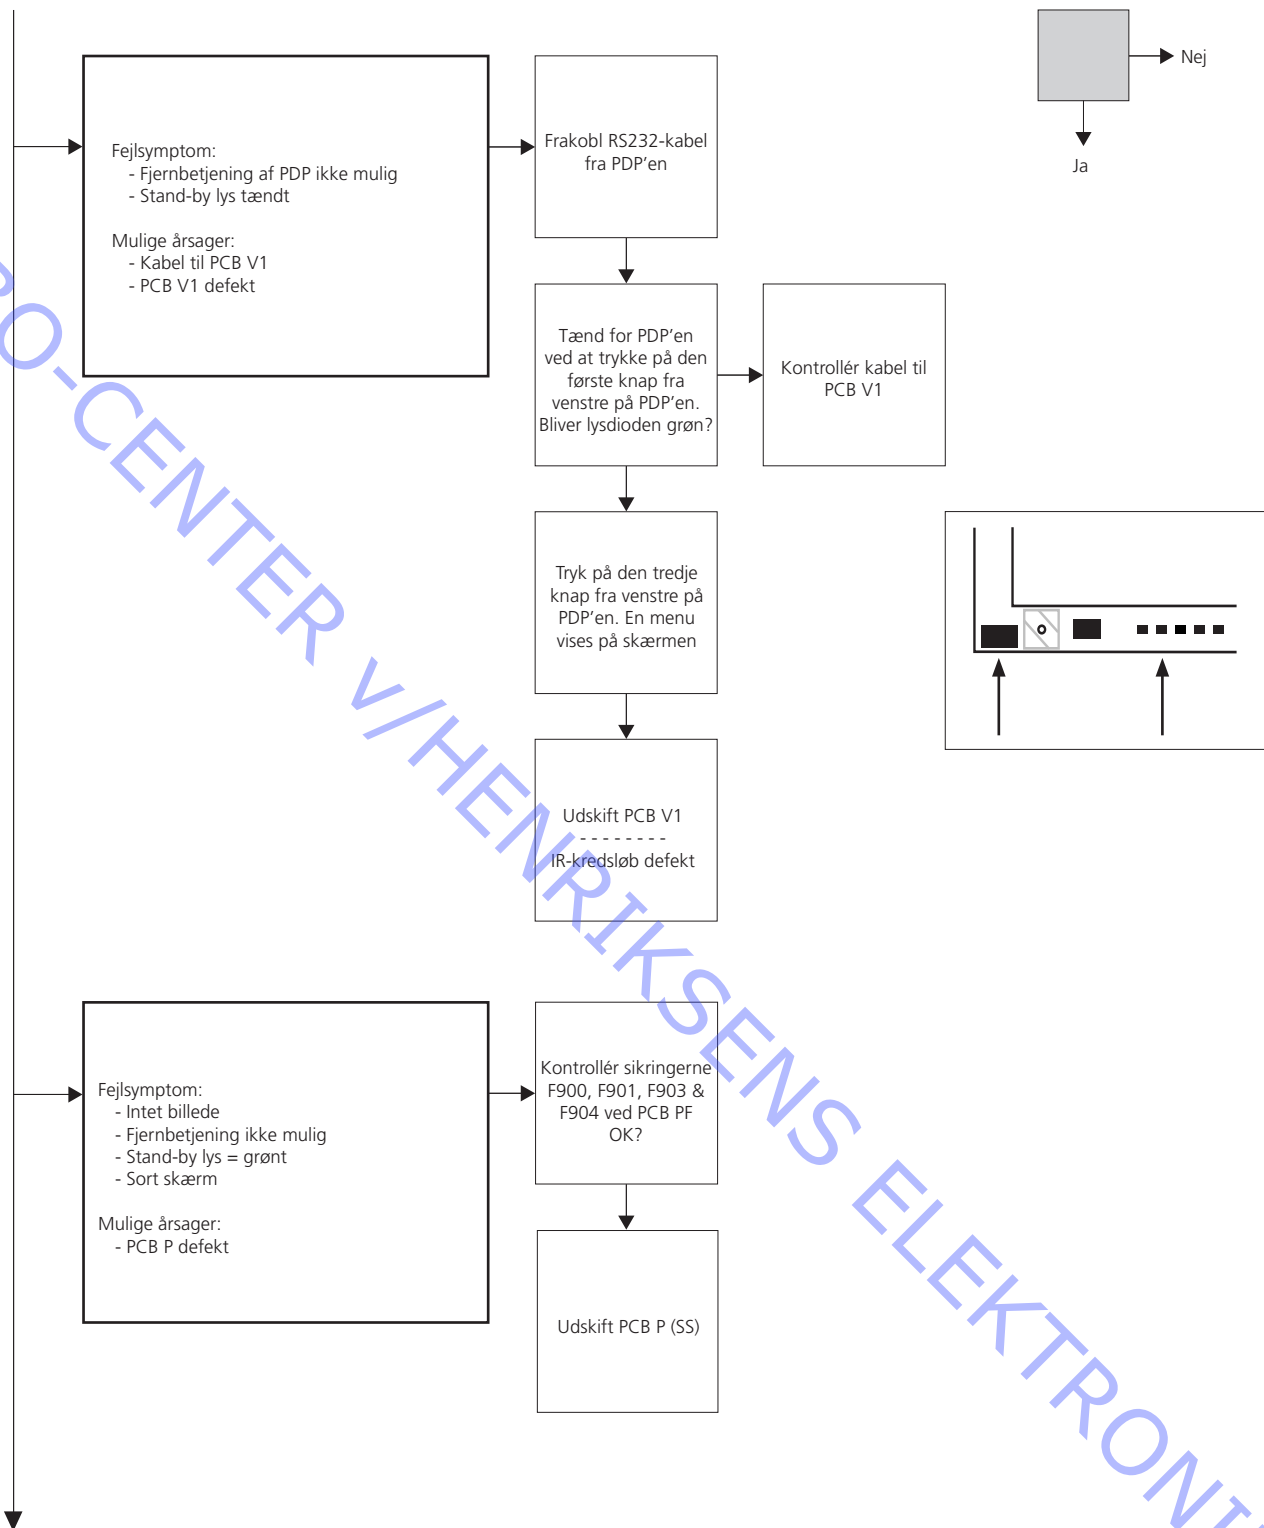 Nej
Ja
Fejlsymptom:
- Fjernbetjening af PDP ikke mulig
- Stand-by lys tændt
Mulige årsager:
- Kabel til PCB V1
- PCB V1 defekt
Frakobl RS232-kabel
fra PDP'en
Tænd for PDP'en
ved at trykke på den
første knap fra
venstre på PDP'en.
Bliver lysdioden grøn?
Kontrollér kabel til
PCB V1
Tryk på den tredje
knap fra venstre på
PDP'en. En menu
vises på skærmen
Udskift PCB V1
- - - - - - - -
IR-kredsløb defekt
Fejlsymptom:
- Intet billede
- Fjernbetjening ikke mulig
- Stand-by lys = grønt
- Sort skærm
Mulige årsager:
- PCB P defekt
Kontrollér sikringerne
F900, F901, F903 &
F904 ved PCB PF
OK?
Udskift PCB P (SS)
RO-CENTER v/HENRIKSENS ELEKTRONI